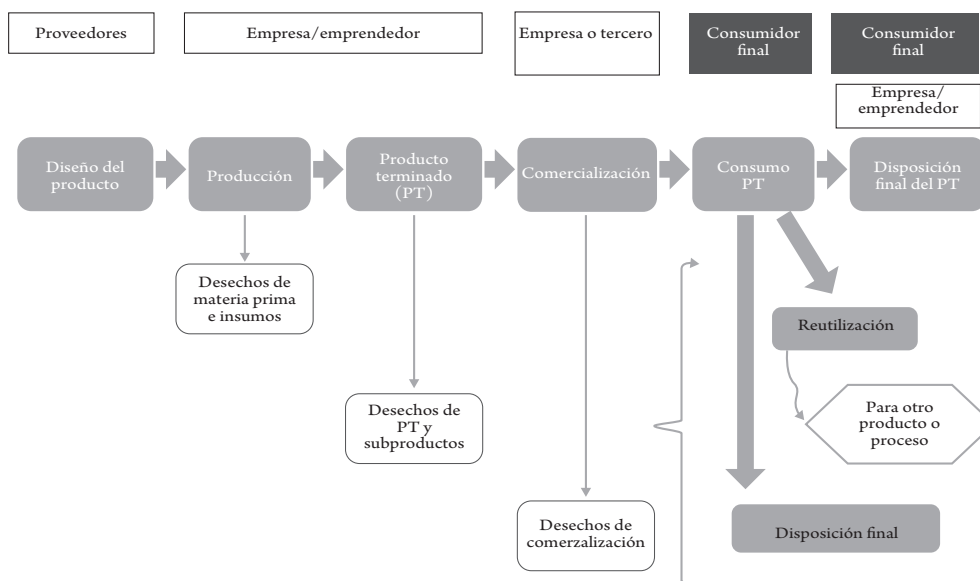 Proveedores
Empresa/emprendedor
Empresa o tercero
Consumidor
final
Consumidor
final
Empresa/
emprendedor
Diseño del
producto
Producción
Producto
terminado
(PT)
Comercialización
Consumo
PT
Disposición
final del PT
Desechos de
materia prima
e insumos
Reutilización
Desechos de
PT y
subproductos
Para otro
producto o
proceso
Desechos de
comerzalización
Disposición final